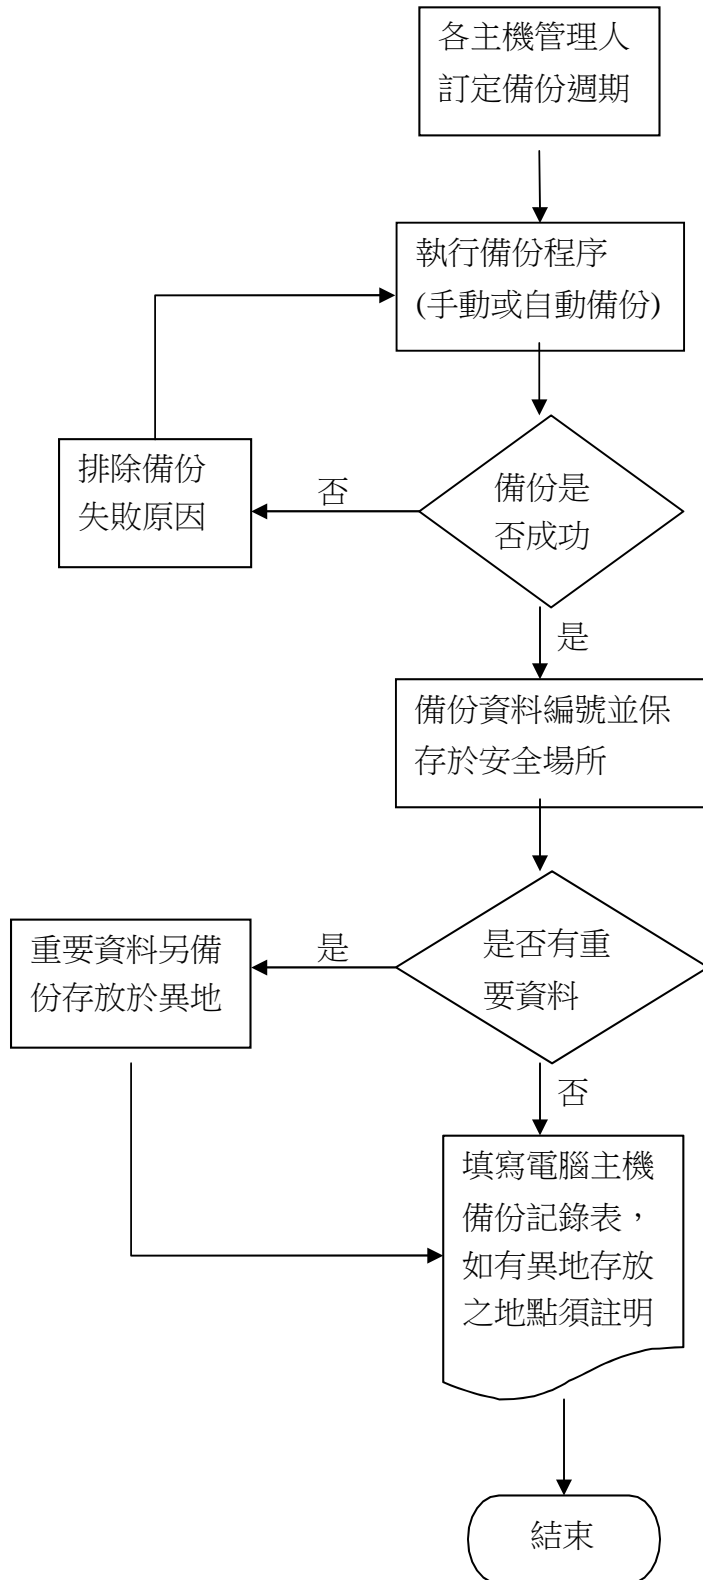 各主機管理人
訂定備份週期
執行備份程序
(手動或自動備份)
排除備份
失敗原因
否
備份是
否成功
是
備份資料編號並保
存於安全場所
重要資料另備
份存放於異地
是
是否有重
要資料
否
填寫電腦主機
備份記錄表，
如有異地存放
之地點須註明
結束